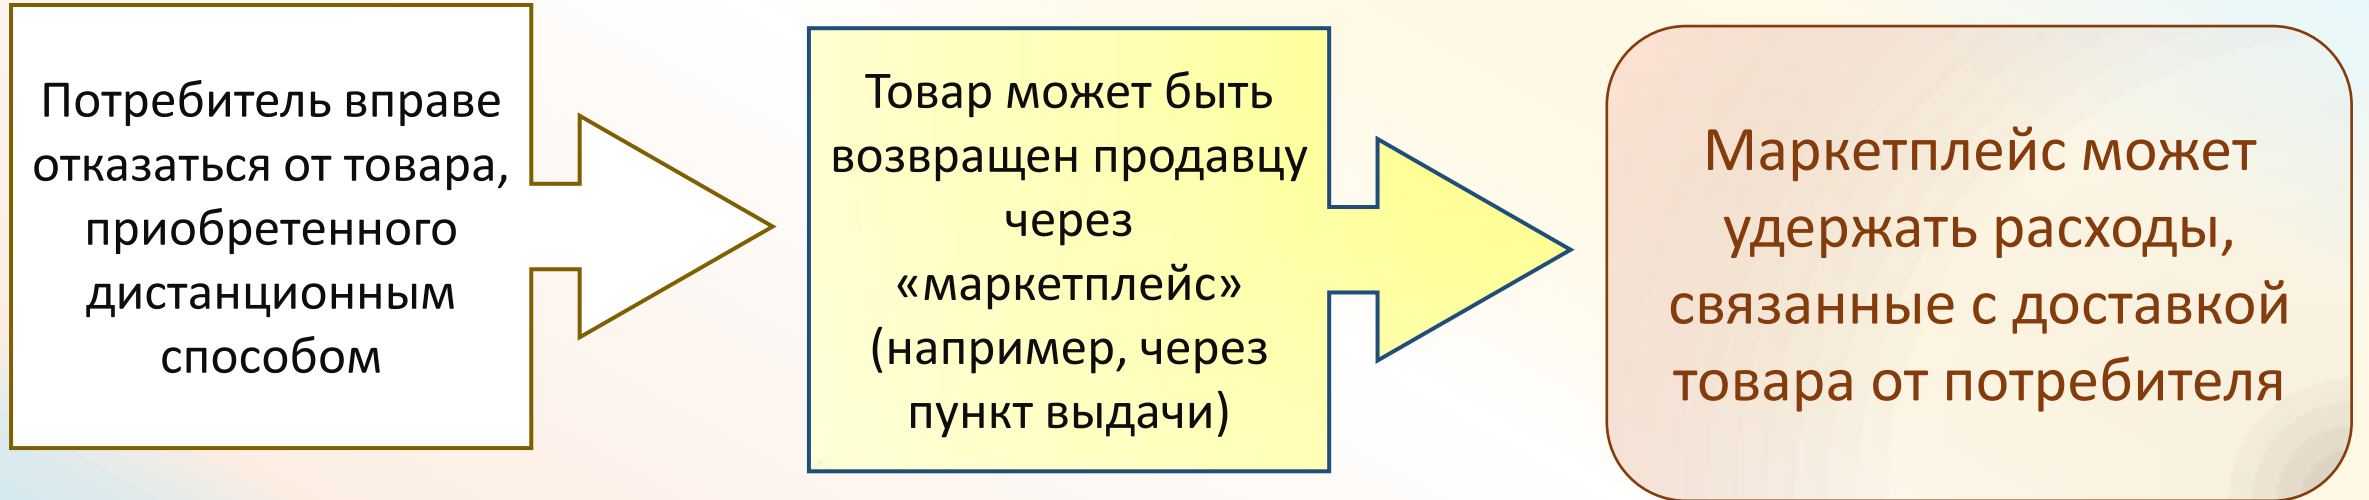 Потребитель вправе
отказаться от товара,
приобретенного
дистанционным
способом
Товар может быть
возвращен продавцу
через
«маркетплейс»
(например, через
пункт выдачи)
Маркетплейс может
удержать расходы,
связанные с доставкой
товара от потребителя